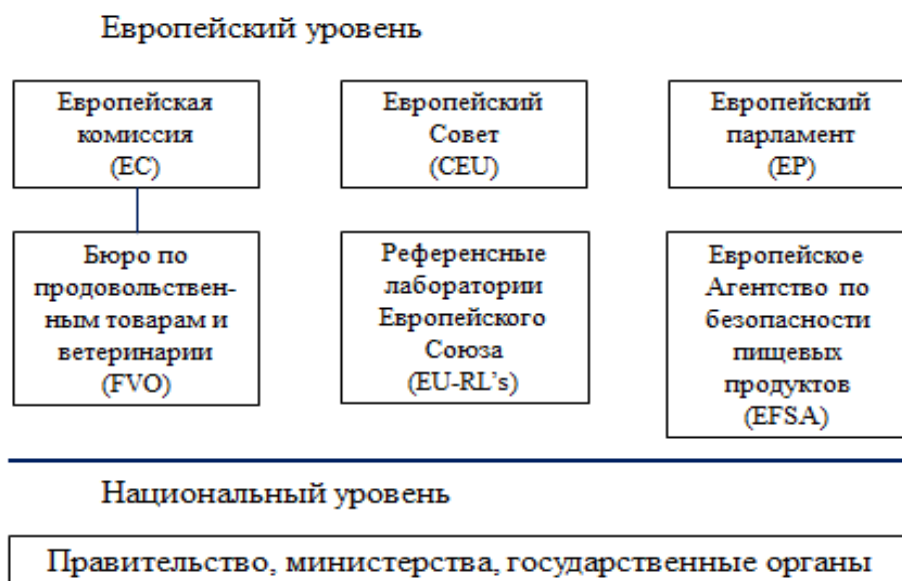 Европейский уровень
Европейская
комиссия
(EC)
Европейский
Совет
(CEU)
Европейский
парламент
(EP)
Бюро по
продовольствен-
ным товарам и
ветеринарии
(FVO)
Референсные
лаборатории
Европейского
Союза
(EU-RL’s)
Европейское
Агентство по
безопасности
пищевых
продуктов
(EFSA)
Национальный уровень
Правительство, министерства, государственные органы